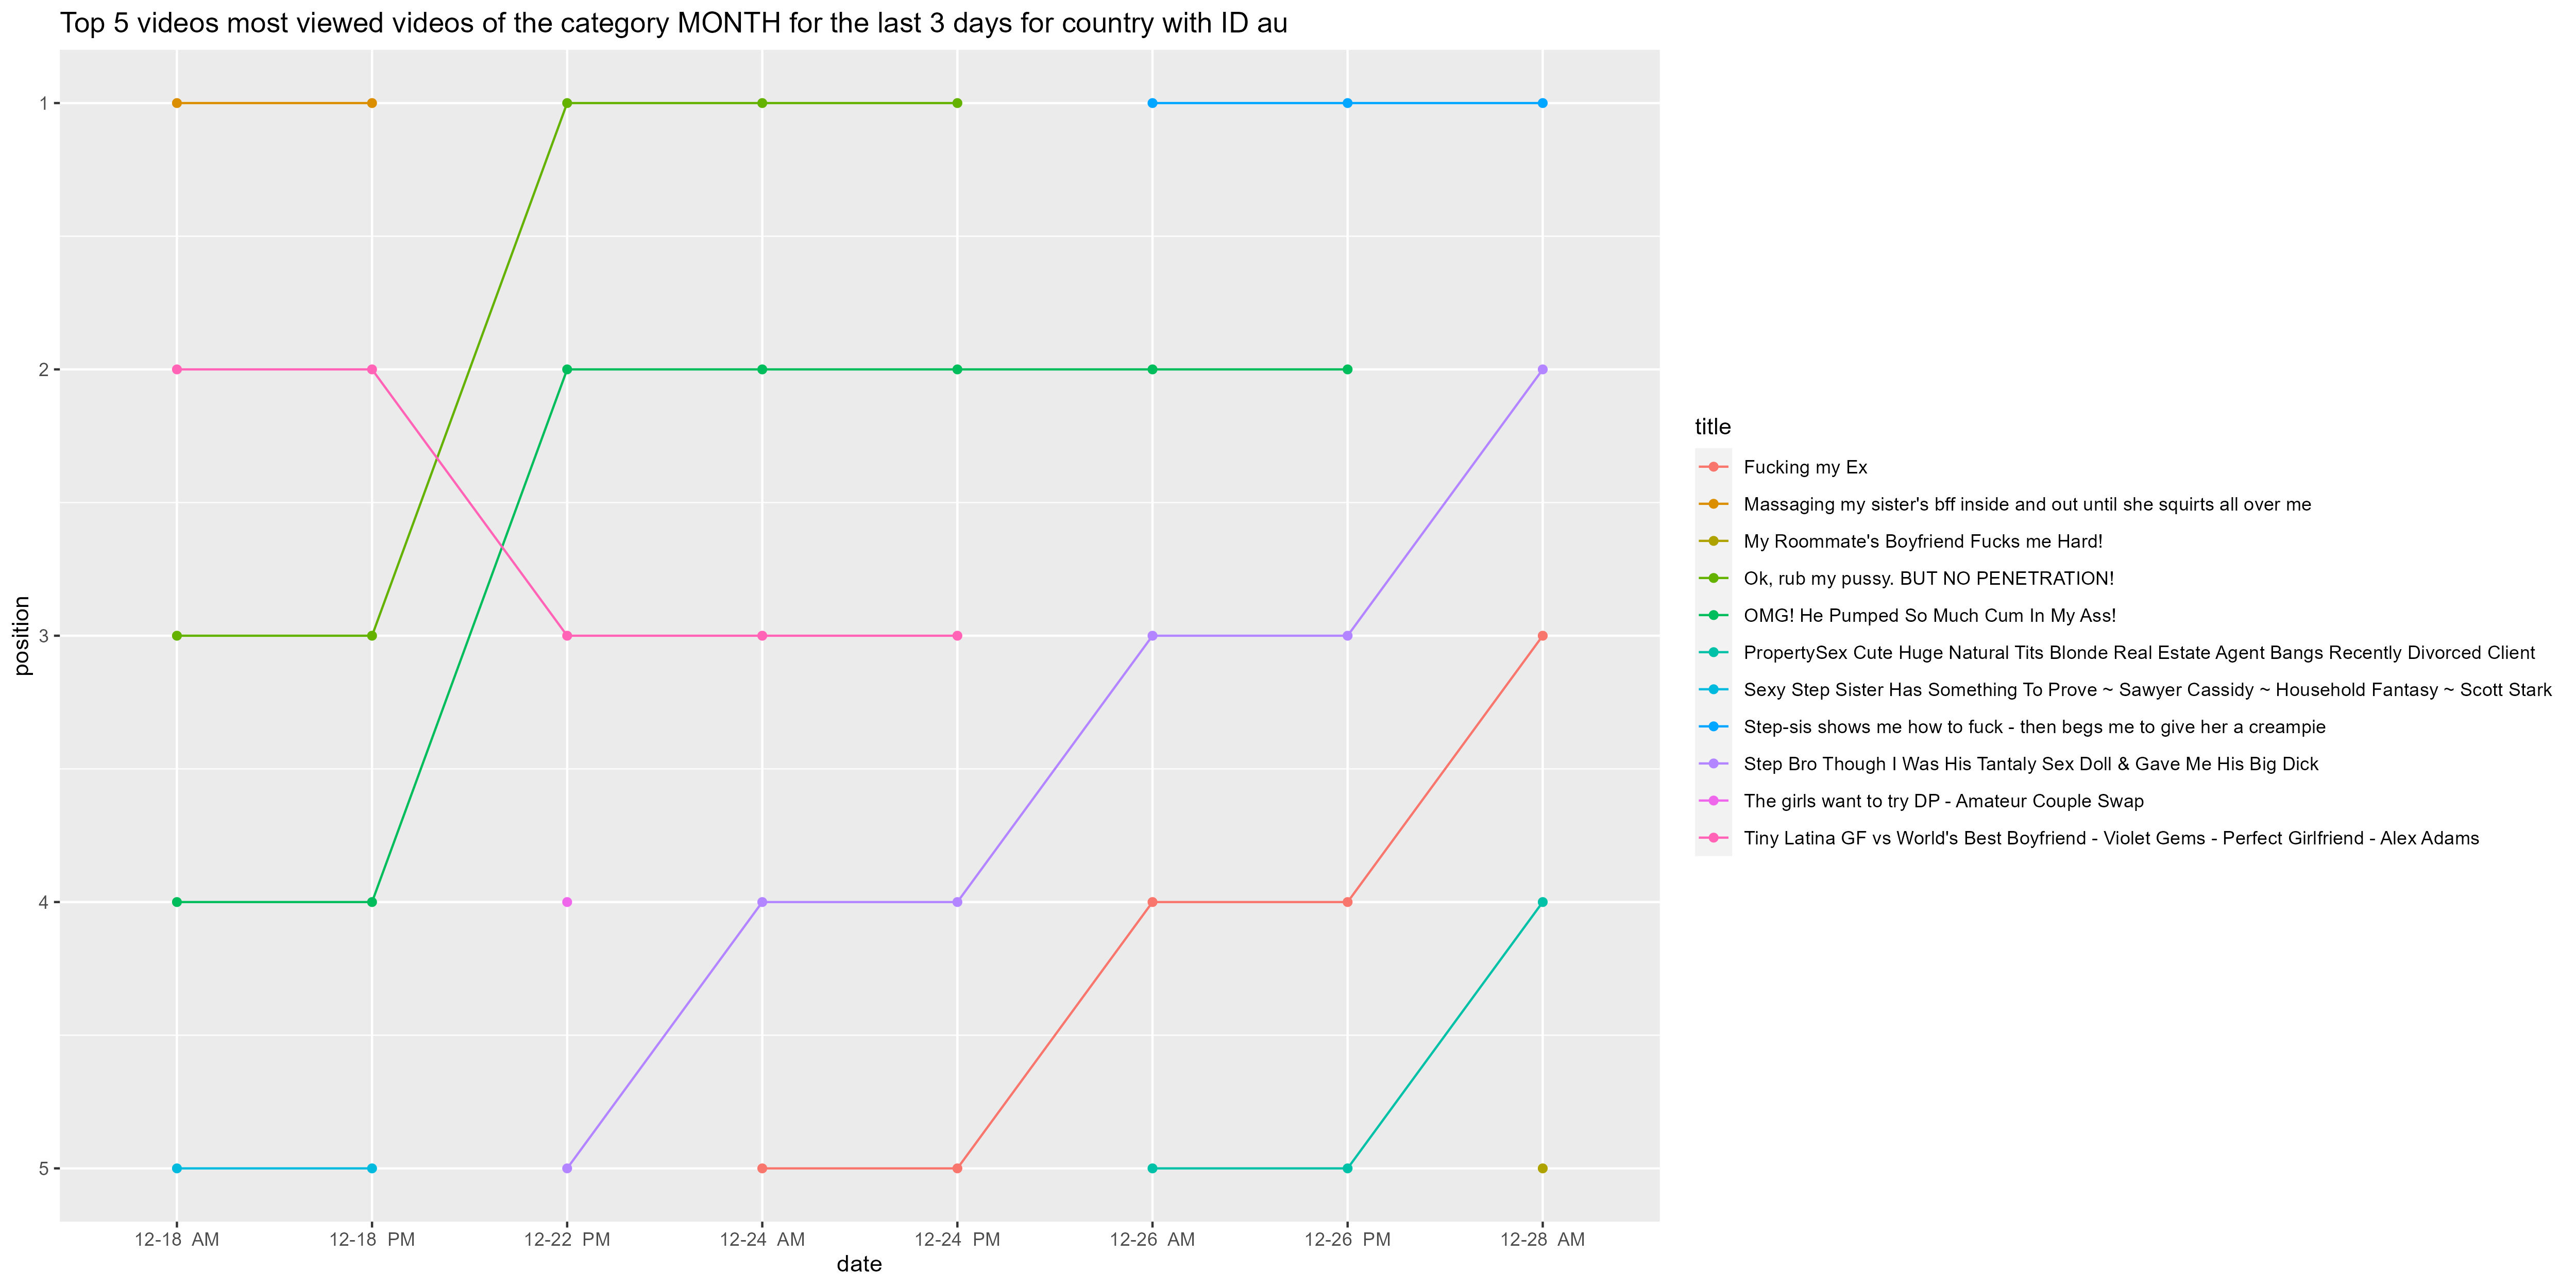 Top 5 videos most viewed videos of the category MONTH for the last 3 days for country with ID au
position
1
2
3
4
5
12-18 AM
12-18 PM
12-22 PM
12-24 AM
12-24 PM
12-26 AM
12-26 PM
12-28 AM
date
title
Fucking my Ex
Massaging my sister's bff inside and out until she squirts all over me
My Roommate's Boyfriend Fucks me Hard!
Ok, rub my pussy. BUT NO PENETRATION!
OMG! He Pumped So Much Cum In My Ass!
PropertySex Cute Huge Natural Tits Blonde Real Estate Agent Bangs Recently Divorced Client
Sexy Step Sister Has Something To Prove ~ Sawyer Cassidy ~ Household Fantasy ~ Scott Stark
Step-sis shows me how to fuck - then begs me to give her a creampie
Step Bro Though I Was His Tantaly Sex Doll & Gave Me His Big Dick
The girls want to try DP - Amateur Couple Swap
Tiny Latina GF vs World's Best Boyfriend - Violet Gems - Perfect Girlfriend - Alex Adams